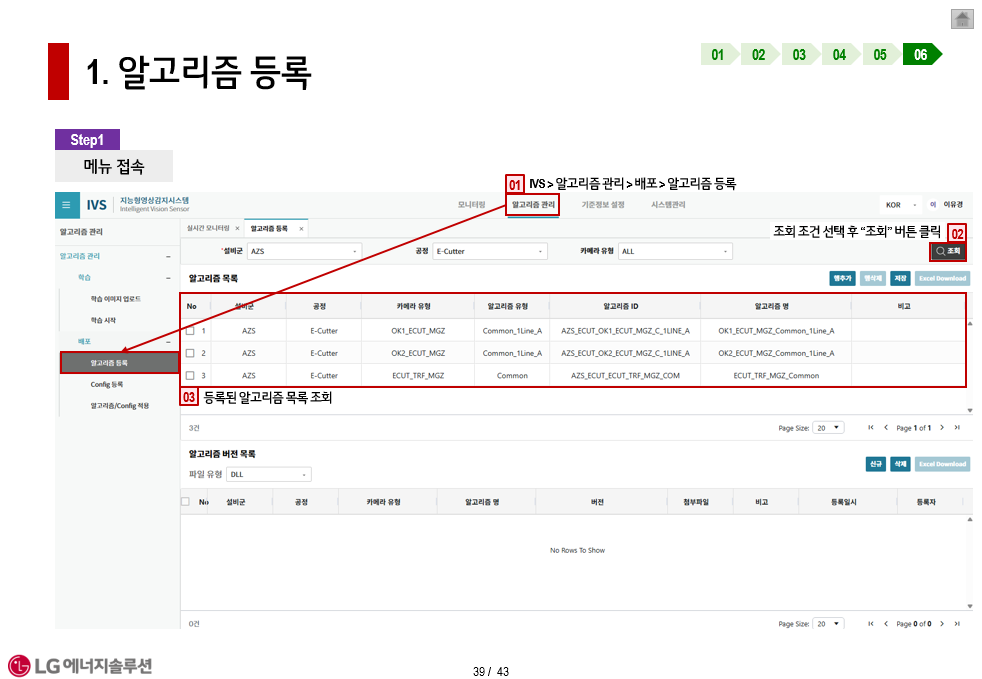 1. 알고리즘 등록
01 02 03 04 05 06
Step1
메뉴 접속
01 IVS > 알고리즘 관리 > 배포 > 알고리즘 등록
IVS 지능형영상감지시스템
Intelligent Vision Sensor
모니터링 알고리즘 관리 기준정보 설정 시스템관리
KOR 이 이유경
알고리즘 관리
실시간 모니터링 × 알고리즘 등록 ×
조회 조건 선택 후 “조회” 버튼 클릭 02
*설비군 AZS 공정 E-Cutter 카메라 유형 ALL 조회
알고리즘 관리 –
학습 –
학습 이미지 업로드
학습 시작
배포 –
알고리즘 등록
Config 등록
알고리즘/Config 적용
알고리즘 목록
행추가 행삭제 저장 Excel Download
No 설비군 공정 카메라 유형 알고리즘 유형 알고리즘 ID 알고리즘 명 비고
1 AZS E-Cutter OK1_ECUT_MGZ Common_1Line_A AZS_ECUT_OK1_ECUT_MGZ_C_1LINE_A OK1_ECUT_MGZ_Common_1Line_A
2 AZS E-Cutter OK2_ECUT_MGZ Common_1Line_A AZS_ECUT_OK2_ECUT_MGZ_C_1LINE_A OK2_ECUT_MGZ_Common_1Line_A
3 AZS E-Cutter ECUT_TRF_MGZ Common AZS_ECUT_ECUT_TRF_MGZ_COM ECUT_TRF_MGZ_Common
03 등록된 알고리즘 목록 조회
3건 Page Size: 20 Page 1 of 1
알고리즘 버전 목록
신규 삭제 Excel Download
파일 유형 DLL
No 설비군 공정 카메라 유형 알고리즘 명 버전 첨부파일 비고 등록일시 등록자
No Rows To Show
0건 Page Size: 20 Page 0 of 0
LG에너지솔루션
39 / 43